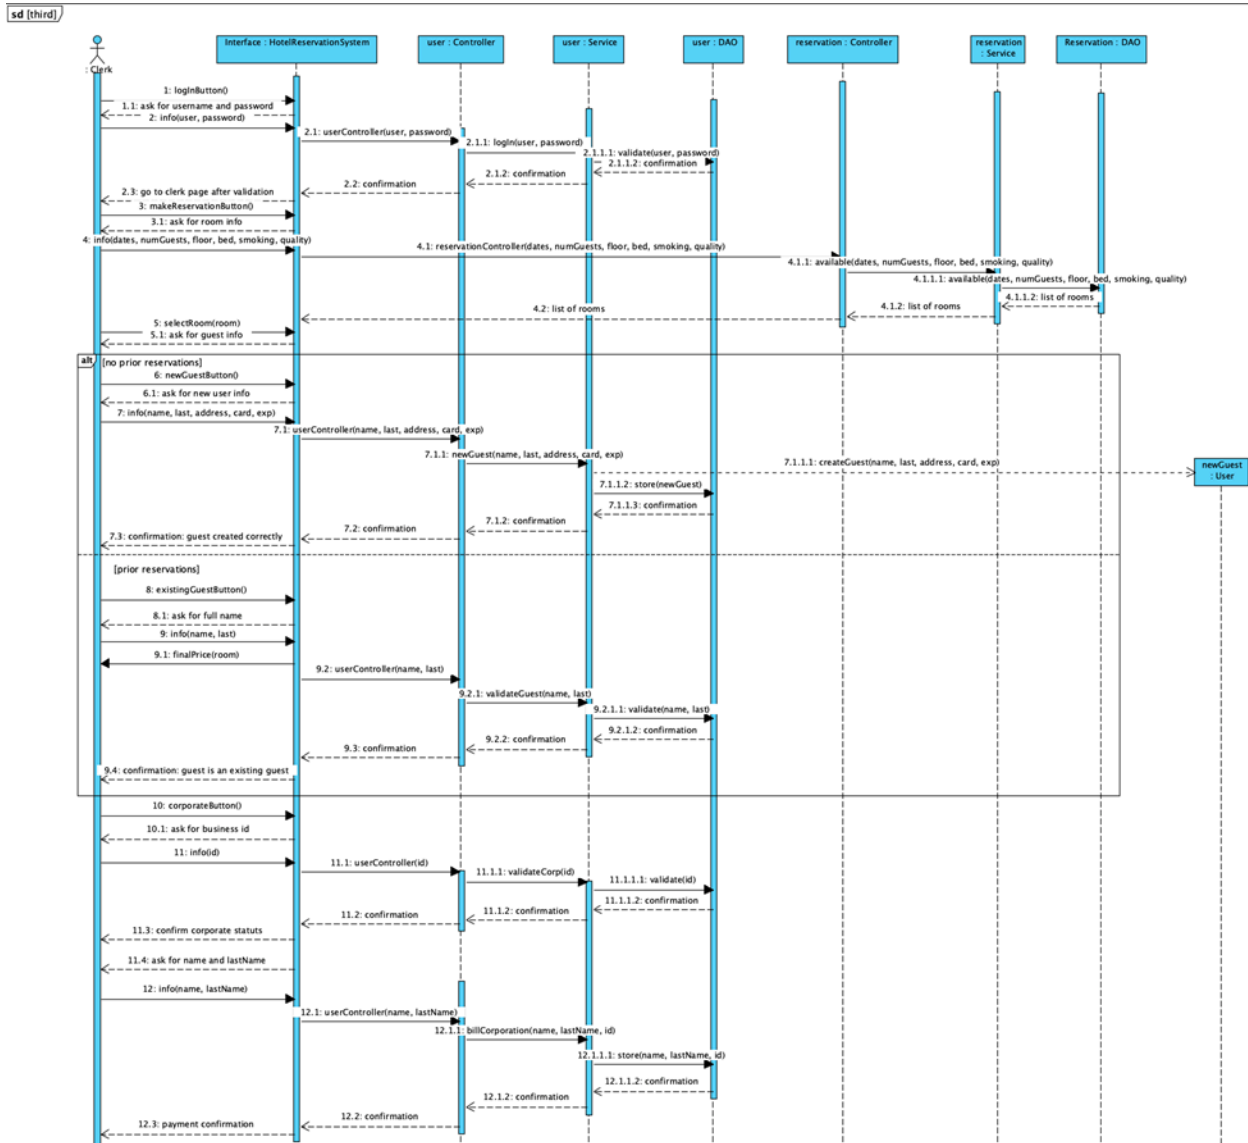 sd [third]
: Clerk
Interface : HotelReservationSystem
user : Controller
user : Service
user : DAO
reservation : Controller
reservation
: Service
Reservation : DAO
1: logInButton()
1.1: ask for username and password
2: info(user, password)
2.1: userController(user, password)
2.1.1: logIn(user, password)
2.1.1.1: validate(user, password)
2.1.1.2: confirmation
2.1.2: confirmation
2.2: confirmation
2.3: go to clerk page after validation
3: makeReservationButton()
3.1: ask for room info
4: info(dates, numGuests, floor, bed, smoking, quality)
4.1: reservationController(dates, numGuests, floor, bed, smoking, quality)
4.1.1: available(dates, numGuests, floor, bed, smoking, quality)
4.1.1.1: available(dates, numGuests, floor, bed, smoking, quality)
4.1.1.2: list of rooms
4.1.2: list of rooms
4.2: list of rooms
5: selectRoom(room)
5.1: ask for guest info
alt
[no prior reservations]
6: newGuestButton()
6.1: ask for new user info
7: info(name, last, address, card, exp)
7.1: userController(name, last, address, card, exp)
7.1.1: newGuest(name, last, address, card, exp)
7.1.1.1: createGuest(name, last, address, card, exp)
newGuest
: User
7.1.1.2: store(newGuest)
7.1.1.3: confirmation
7.1.2: confirmation
7.2: confirmation
7.3: confirmation: guest created correctly
[prior reservations]
8: existingGuestButton()
8.1: ask for full name
9: info(name, last)
9.1: finalPrice(room)
9.2: userController(name, last)
9.2.1: validateGuest(name, last)
9.2.1.1: validate(name, last)
9.2.1.2: confirmation
9.2.2: confirmation
9.3: confirmation
9.4: confirmation: guest is an existing guest
10: corporateButton()
10.1: ask for business id
11: info(id)
11.1: userController(id)
11.1.1: validateCorp(id)
11.1.1.1: validate(id)
11.1.1.2: confirmation
11.1.2: confirmation
11.2: confirmation
11.3: confirm corporate statuts
11.4: ask for name and lastName
12: info(name, lastName)
12.1: userController(name, lastName)
12.1.1: billCorporation(name, lastName, id)
12.1.1.1: store(name, lastName, id)
12.1.1.2: confirmation
12.1.2: confirmation
12.2: confirmation
12.3: payment confirmation